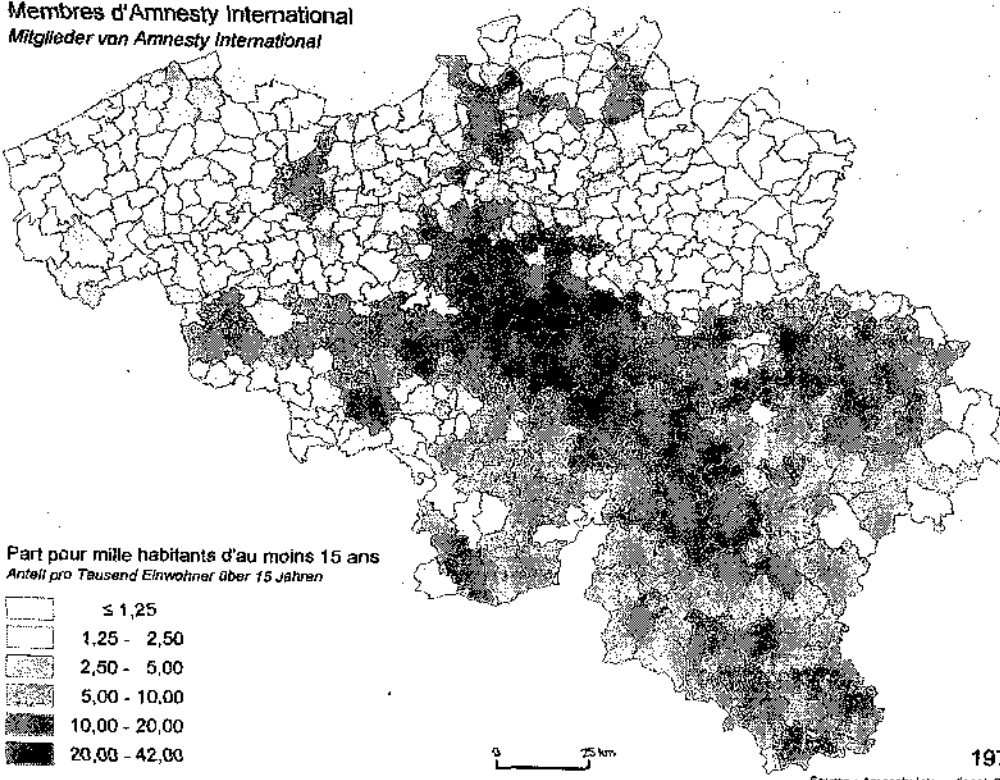 Membres d'Amnesty International
Mitglieder von Amnesty International
Part pour mille habitants d'au moins 15 ans
Anteil pro Tausend Einwohner über 15 Jahren
≤ 1,25
1,25 - 2,50
2,50 - 5,00
5,00 - 10,00
10,00 - 20,00
20,00 - 42,00
0 25 km